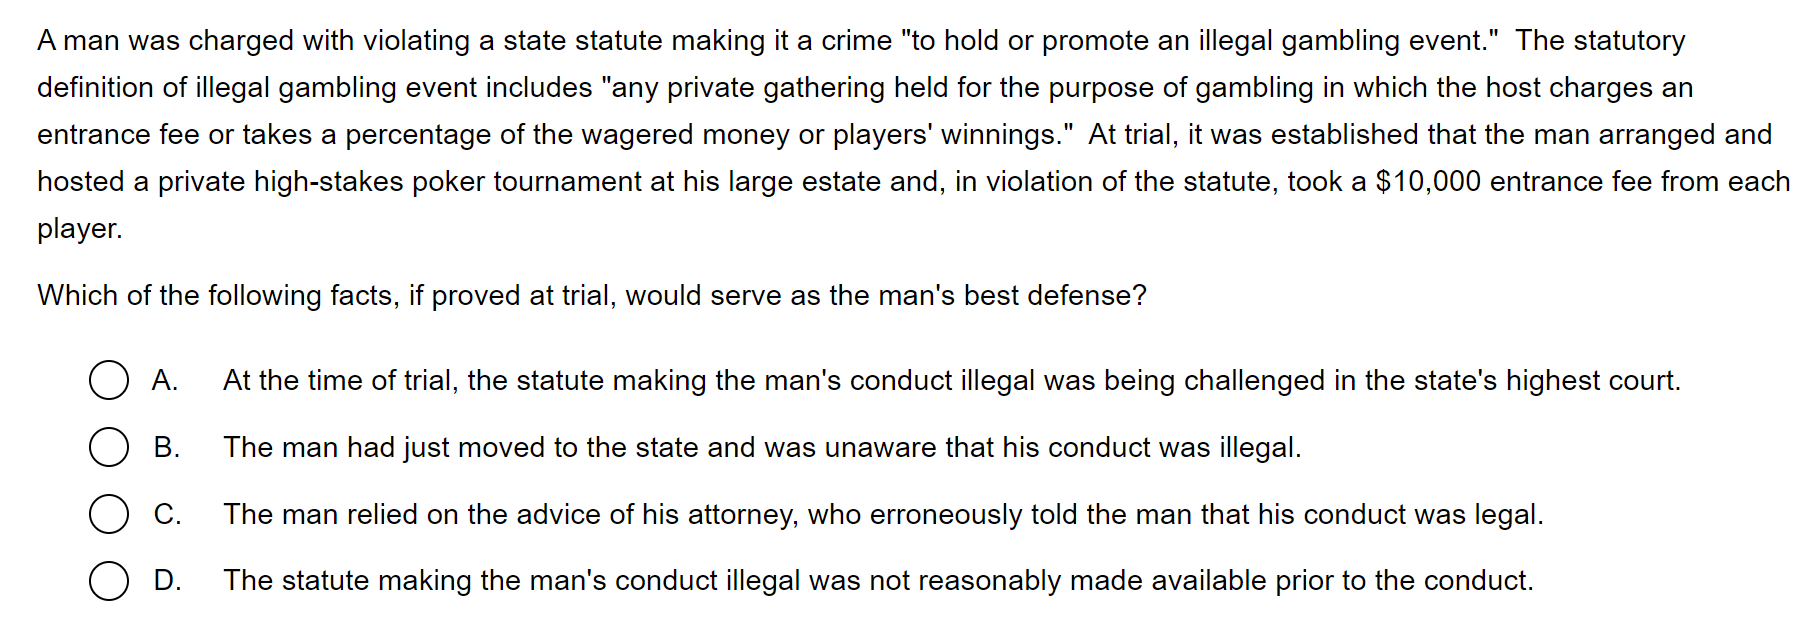 A man was charged with violating a state statute making it a crime "to hold or promote an illegal gambling event."  The statutory
definition of illegal gambling event includes "any private gathering held for the purpose of gambling in which the host charges an
entrance fee or takes a percentage of the wagered money or players' winnings."  At trial, it was established that the man arranged and
hosted a private high-stakes poker tournament at his large estate and, in violation of the statute, took a $10,000 entrance fee from each
player.
Which of the following facts, if proved at trial, would serve as the man's best defense?
A. At the time of trial, the statute making the man's conduct illegal was being challenged in the state's highest court.
B. The man had just moved to the state and was unaware that his conduct was illegal.
C. The man relied on the advice of his attorney, who erroneously told the man that his conduct was legal.
D. The statute making the man's conduct illegal was not reasonably made available prior to the conduct.